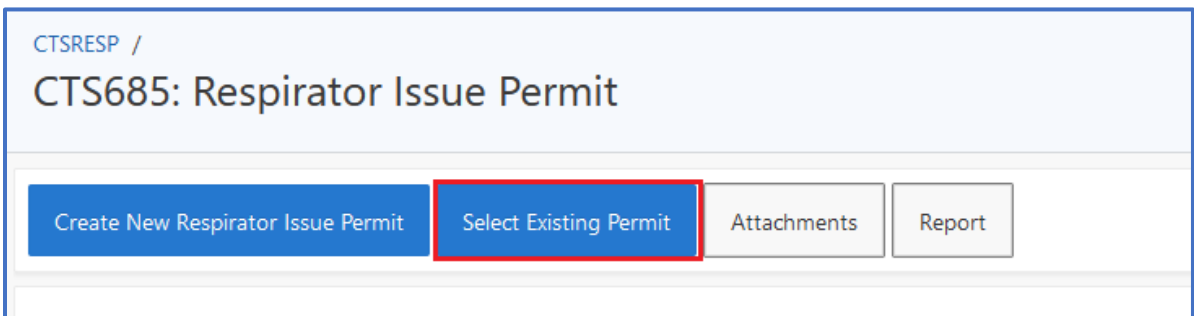 CTSRESP /
CTS685: Respirator Issue Permit
Create New Respirator Issue Permit Select Existing Permit Attachments Report